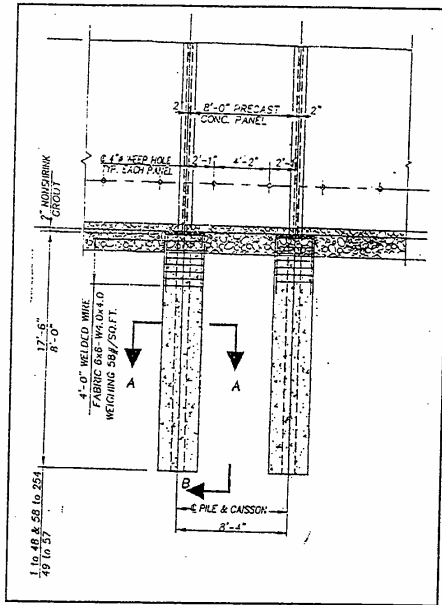 2"
8'-0" PRECAST
CONC. PANEL
2"
¢ 4"ø WEEP HOLE
TYP. EACH PANEL
2'-1"
4'-2"
2'-1"
2" NONSHRINK
GROUT
17'-6"
8'-0"
4'-0" WELDED WIRE
FABRIC 6x6-W4.0x4.0
WEIGHING 58#/SQ.FT.
A
A
B
¢ PILE & CAISSON
8'-4"
1 to 48 & 58 to 254
49 to 57